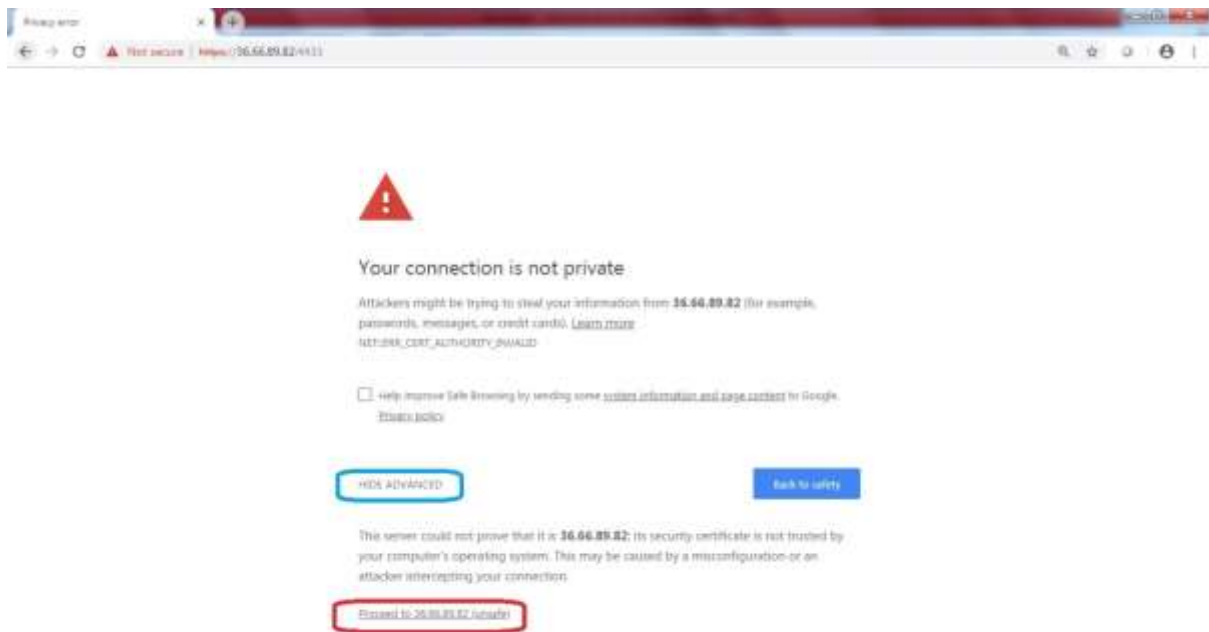 Privacy error
Not secure | https://36.66.89.82:4433
Your connection is not private
Attackers might be trying to steal your information from 36.66.89.82 (for example,
passwords, messages, or credit cards). Learn more
NET::ERR_CERT_AUTHORITY_INVALID
Help improve Safe Browsing by sending some system information and page content to Google.
Privacy policy
HIDE ADVANCED
Back to safety
This server could not prove that it is 36.66.89.82; its security certificate is not trusted by
your computer's operating system. This may be caused by a misconfiguration or an
attacker intercepting your connection.
Proceed to 36.66.89.82 (unsafe)